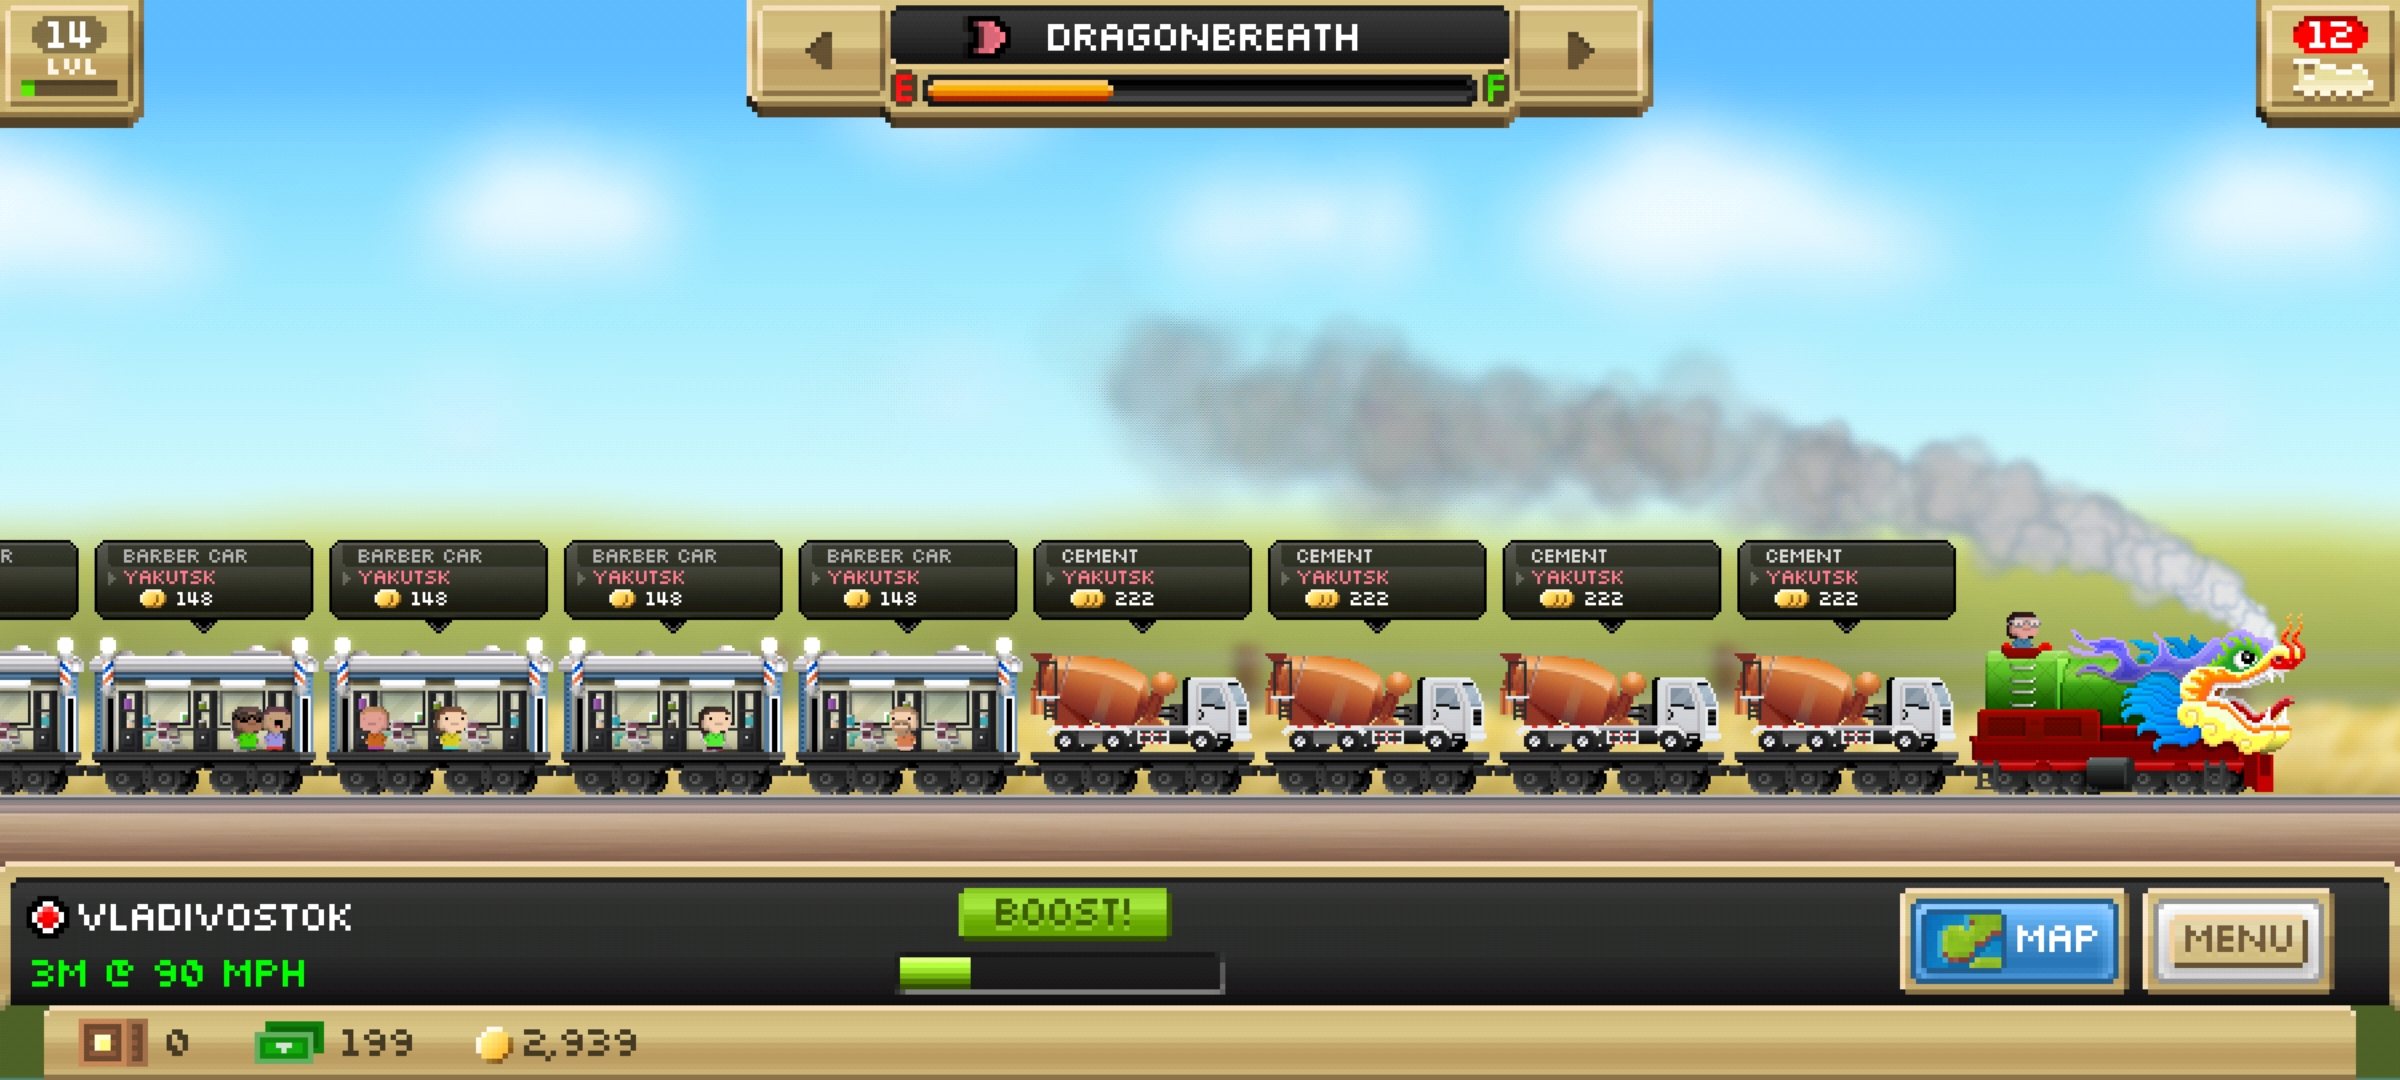 14
LVL
DRAGONBREATH
E F
12
R
BARBER CAR
YAKUTSK
148
BARBER CAR
YAKUTSK
148
BARBER CAR
YAKUTSK
148
BARBER CAR
YAKUTSK
148
CEMENT
YAKUTSK
222
CEMENT
YAKUTSK
222
CEMENT
YAKUTSK
222
CEMENT
YAKUTSK
222
VLADIVOSTOK
3M @ 90 MPH
BOOST!
MAP
MENU
0
199
2,939